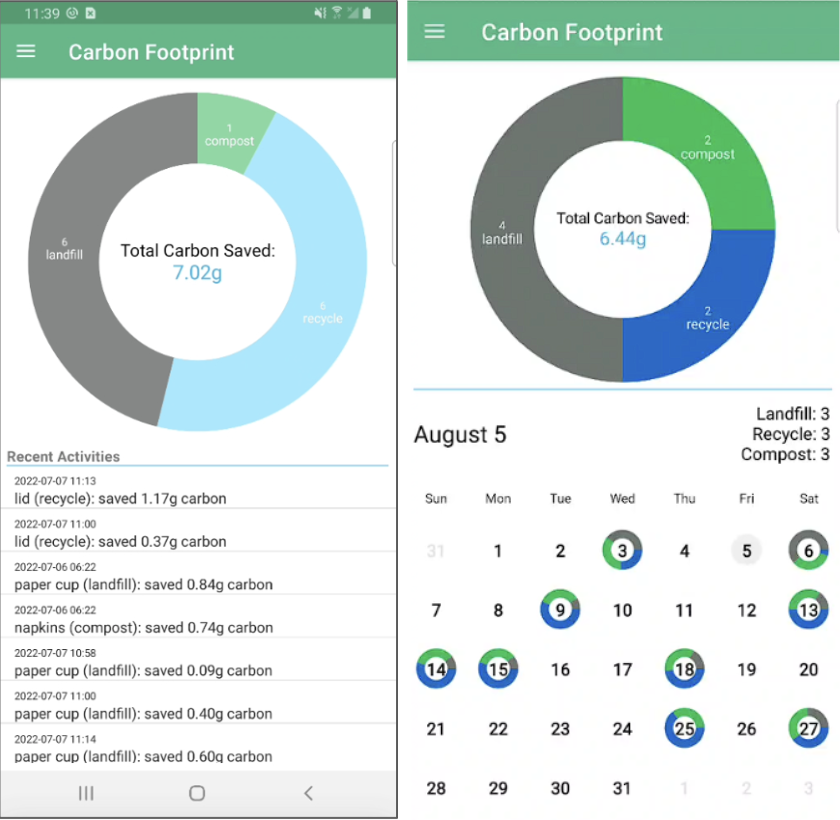 11:39
Carbon Footprint
1
compost
6
landfill
Total Carbon Saved:
7.02g
6
recycle
Recent Activities
2022-07-07 11:13
lid (recycle): saved 1.17g carbon
2022-07-07 11:00
lid (recycle): saved 0.37g carbon
2022-07-06 06:22
paper cup (landfill): saved 0.84g carbon
2022-07-06 06:22
napkins (compost): saved 0.74g carbon
2022-07-07 10:58
paper cup (landfill): saved 0.09g carbon
2022-07-07 11:00
paper cup (landfill): saved 0.40g carbon
2022-07-07 11:14
paper cup (landfill): saved 0.60g carbon
Carbon Footprint
2
compost
4
landfill
Total Carbon Saved:
6.44g
2
recycle
August 5
Landfill: 3
Recycle: 3
Compost: 3
Sun Mon Tue Wed Thu Fri Sat
31 1 2 3 4 5 6
7 8 9 10 11 12 13
14 15 16 17 18 19 20
21 22 23 24 25 26 27
28 29 30 31 1 2 3